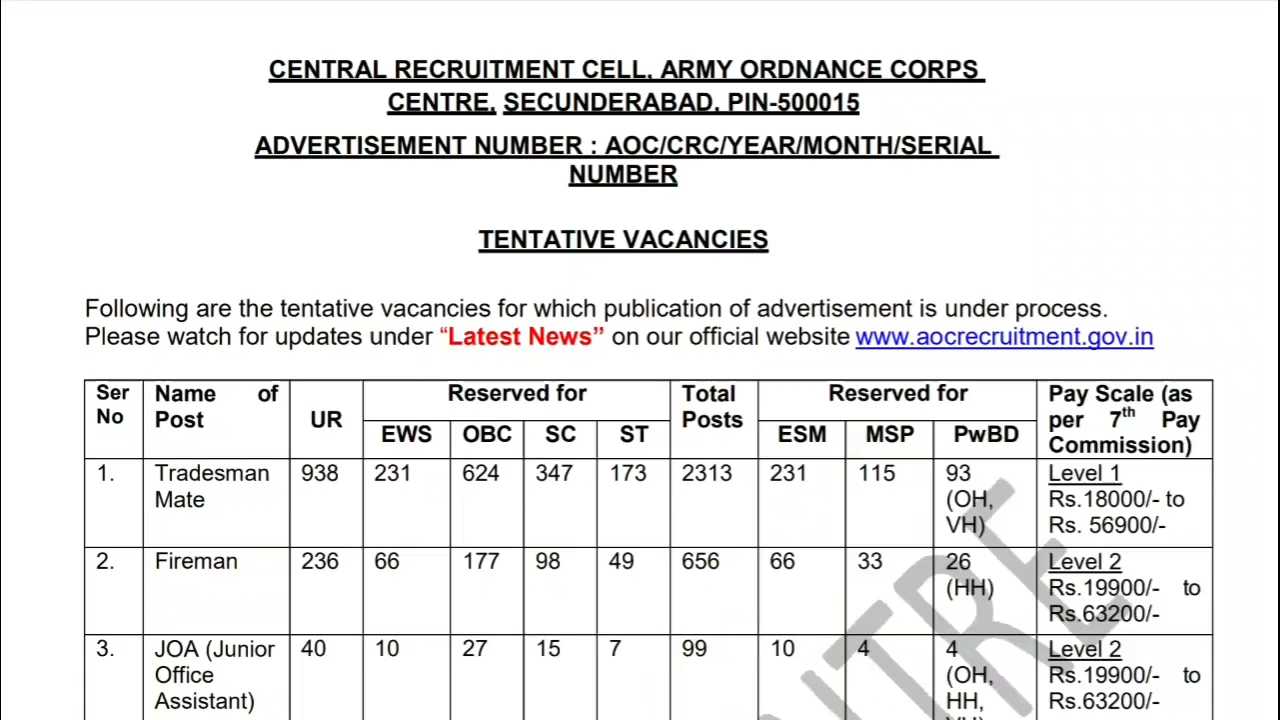 CENTRAL RECRUITMENT CELL, ARMY ORDNANCE CORPS
CENTRE, SECUNDERABAD, PIN-500015
ADVERTISEMENT NUMBER : AOC/CRC/YEAR/MONTH/SERIAL
NUMBER
TENTATIVE VACANCIES
Following are the tentative vacancies for which publication of advertisement is under process.
Please watch for updates under “Latest News” on our official website www.aocrecruitment.gov.in
Ser No | Name of Post | UR | Reserved for | Total Posts | Reserved for | Pay Scale (as per 7th Pay Commission)
EWS | OBC | SC | ST | ESM | MSP | PwBD
1. | Tradesman Mate | 938 | 231 | 624 | 347 | 173 | 2313 | 231 | 115 | 93 (OH, VH) | Level 1 Rs.18000/- to Rs. 56900/-
2. | Fireman | 236 | 66 | 177 | 98 | 49 | 656 | 66 | 33 | 26 (HH) | Level 2 Rs.19900/- to Rs.63200/-
3. | JOA (Junior Office Assistant) | 40 | 10 | 27 | 15 | 7 | 99 | 10 | 4 | 4 (OH, HH, | Level 2 Rs.19900/- to Rs.63200/-